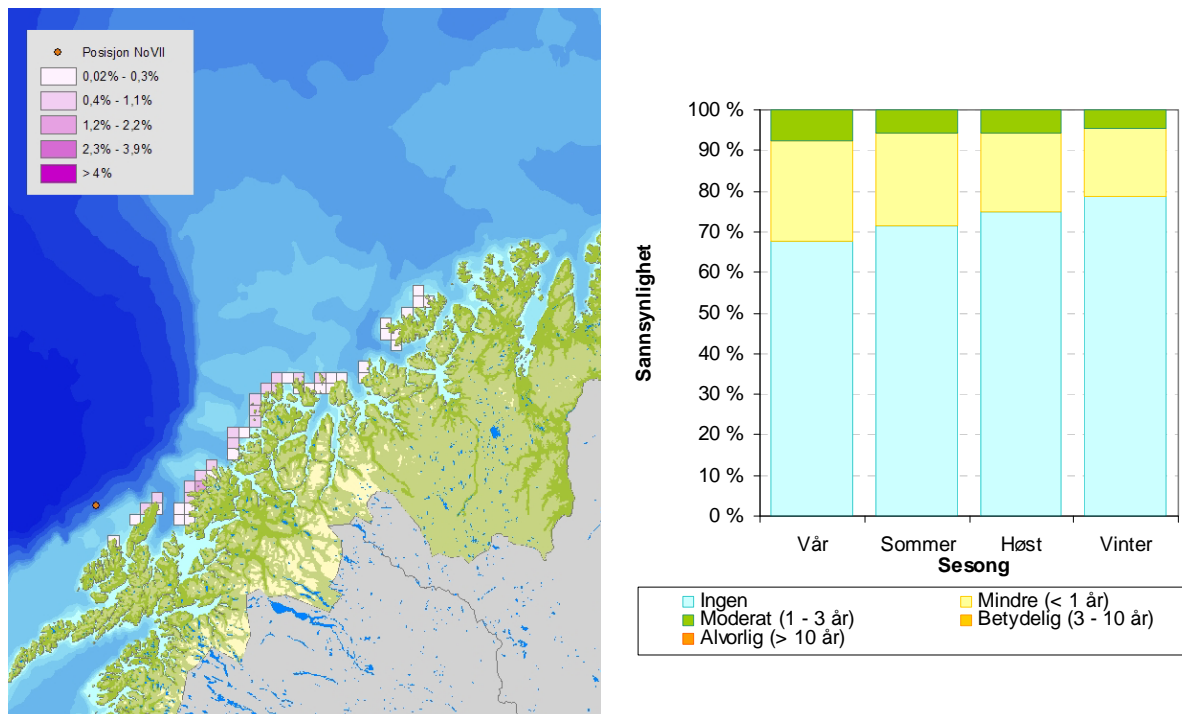 Posisjon NoVII
0,02% - 0,3%
0,4% - 1,1%
1,2% - 2,2%
2,3% - 3,9%
> 4%
100 %
90 %
80 %
70 %
60 %
50 %
40 %
30 %
20 %
10 %
0 %
Sannsynlighet
Vår Sommer Høst Vinter
Sesong
Ingen Mindre (< 1 år)
Moderat (1 - 3 år) Betydelig (3 - 10 år)
Alvorlig (> 10 år)